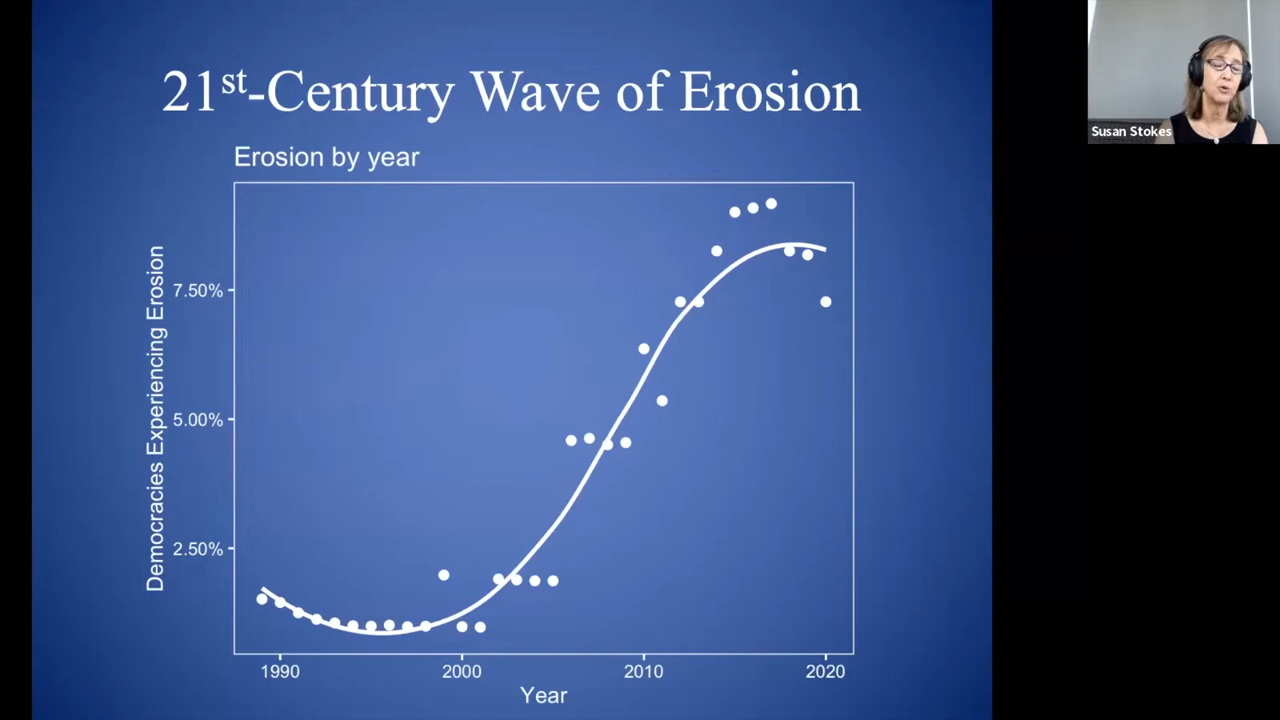 21st-Century Wave of Erosion
Susan Stokes
Erosion by year
Democracies Experiencing Erosion
7.50%
5.00%
2.50%
1990
2000
2010
2020
Year